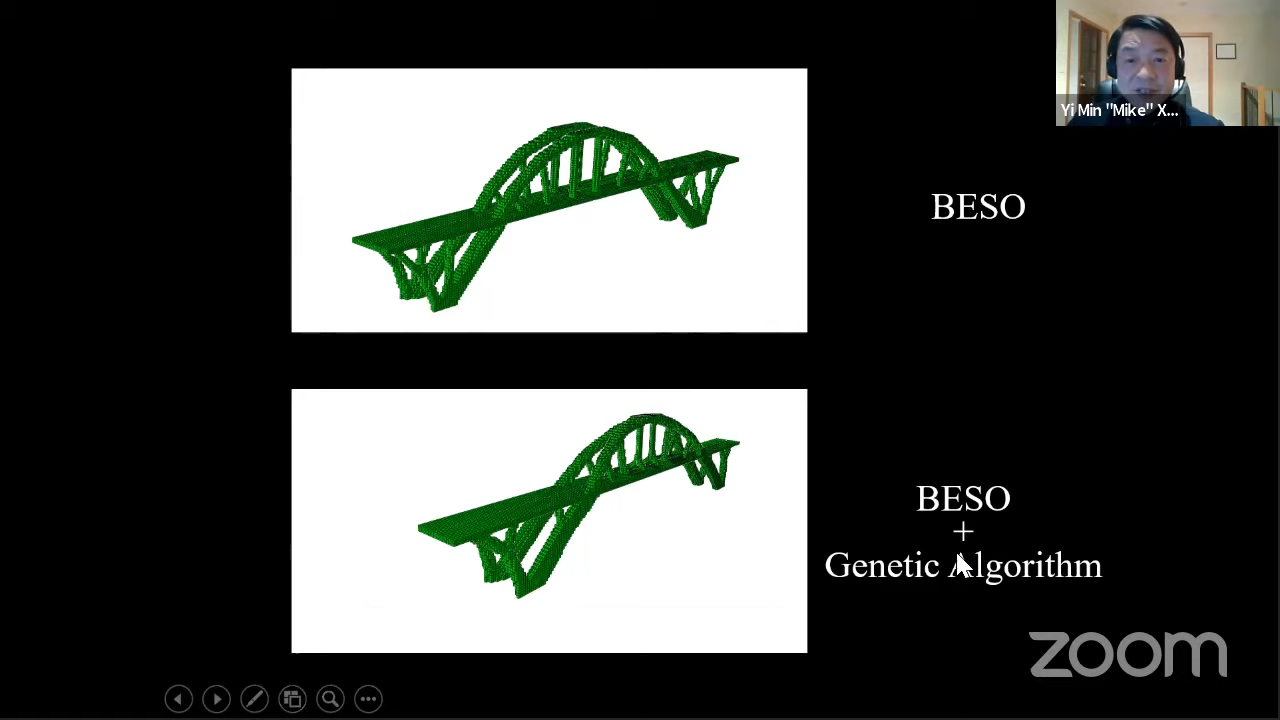 Yi Min "Mike" X...
BESO
BESO
+
Genetic Algorithm
zoom